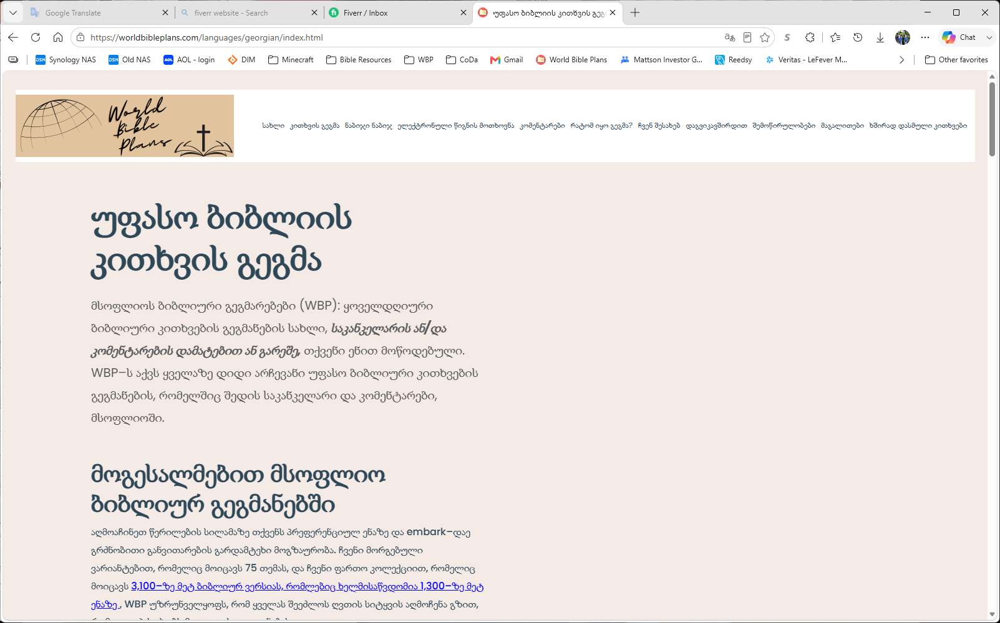 Google Translate
fiverr website - Search
Fiverr / Inbox
უფასო ბიბლიის კითხვის გეგ
https://worldbibleplans.com/languages/georgian/index.html
Chat
Synology NAS
Old NAS
AOL - login
DIM
Minecraft
Bible Resources
WBP
CoDa
Gmail
World Bible Plans
Mattson Investor G...
Reedsy
Veritas - LeFever M...
Other favorites
World
Bible
Plans
სახლი კითხვის გეგმა ნაბიჯი ნაბიჯ ელექტრონული წიგნის მოთხოვნა კომენტარები რატომ იყო გეგმა? ჩვენ შესახებ დაგვიკავშირდით შემოწირულობები მაგალითები ხშირად დასმული კითხვები
უფასო ბიბლიის
კითხვის გეგმა
მსოფლიოს ბიბლიური გეგმარებები (WBP): ყოველდღიური
ბიბლიური კითხვების გეგმანების სახლი, საკანკელარის ან/და
კომენტარების დამატებით ან გარეშე, თქვენი ენით მოწოდებული.
WBP–ს აქვს ყველაზე დიდი არჩევანი უფასო ბიბლიური კითხვების
გეგმანების, რომელშიც შედის საკანკელარი და კომენტარები,
მსოფლიოში.
მოგესალმებით მსოფლიო
ბიბლიურ გეგმანებში
აღმოაჩინეთ წერილების სილამაზე თქვენს პრეფერენციულ ენაზე და embark–დაე
გრძნობითი განვითარების გარდამტეხი მოგზაურობა. ჩვენი მორგებული
ვარიანტებით, რომელიც მოიცავს 75 თემას, და ჩვენი ფართო კოლექციით, რომელიც
მოიცავს 3,100–ზე მეტ ბიბლიურ ვერსიას, რომლებიც ხელმისაწვდომია 1,300–ზე მეტ
ენაზე , WBP უზრუნველყოფს, რომ ყველას შეეძლოს ღვთის სიტყვის აღმოჩენა გზით,